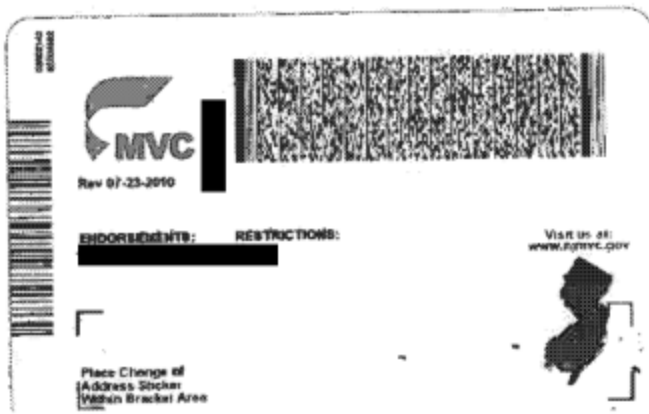 MVC
Rev 07-23-2010
ENDORSEMENTS: RESTRICTIONS:
Visit us at:
www.njmvc.gov
Place Change of
Address Sticker
Within Bracket Area